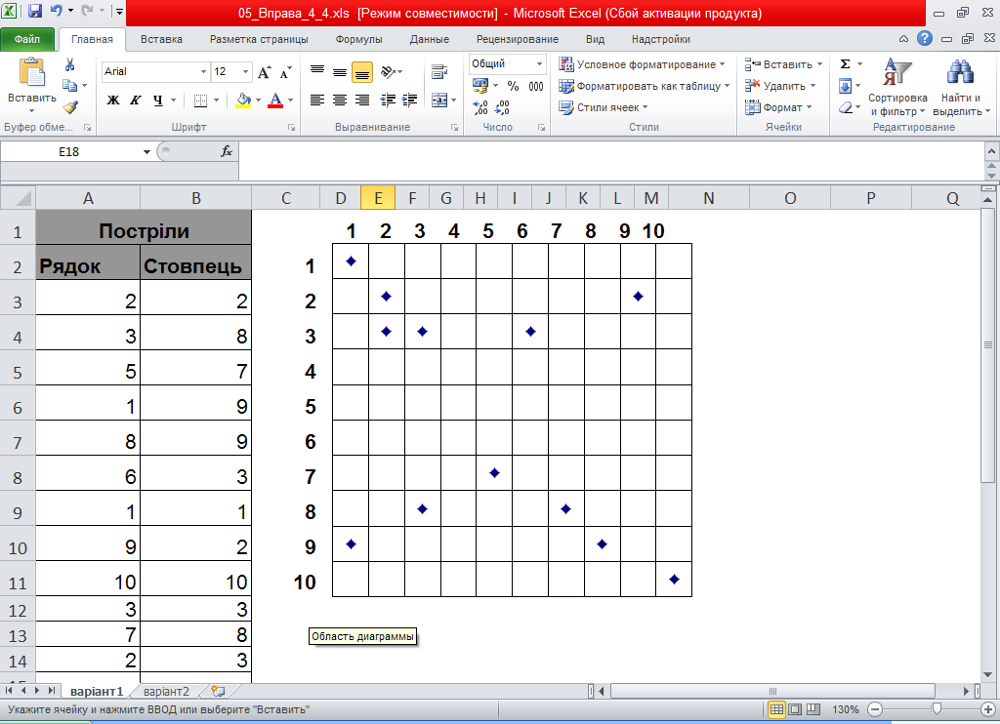 05_Вправа_4_4.xls [Режим совместимости] - Microsoft Excel (Сбой активации продукта)
Файл Главная Вставка Разметка страницы Формулы Данные Рецензирование Вид Надстройки
Вставить
Буфер обме...
Arial 12
Ж К Ч
Шрифт
Выравнивание
Общий
% 000
Число
Условное форматирование
Форматировать как таблицу
Стили ячеек
Стили
Вставить
Удалить
Формат
Ячейки
Сортировка и фильтр
Найти и выделить
Редактирование
E18 fx
A B C D E F G H I J K L M N O P Q
1 Постріли 1 2 3 4 5 6 7 8 9 10
2 Рядок Стовпець 1
3 2 2 2
4 3 8 3
5 5 7 4
6 1 9 5
7 8 9 6
8 6 3 7
9 1 1 8
10 9 2 9
11 10 10 10
12 3 3
13 7 8
14 2 3
Область диаграммы
варіант1 варіант2
Укажите ячейку и нажмите ВВОД или выберите "Вставить" 130%